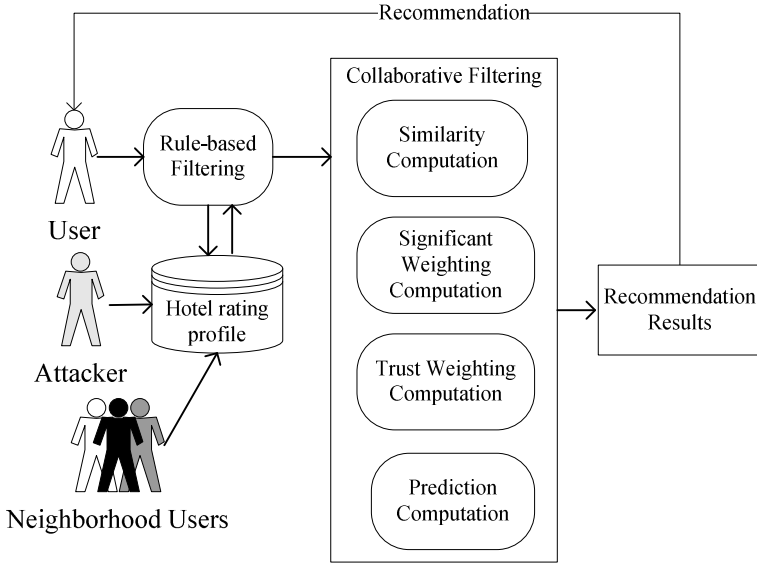 Recommendation
Collaborative Filtering
Rule-based
Filtering
Similarity
Computation
User
Significant
Weighting
Computation
Hotel rating
profile
Recommendation
Results
Attacker
Trust Weighting
Computation
Prediction
Computation
Neighborhood Users